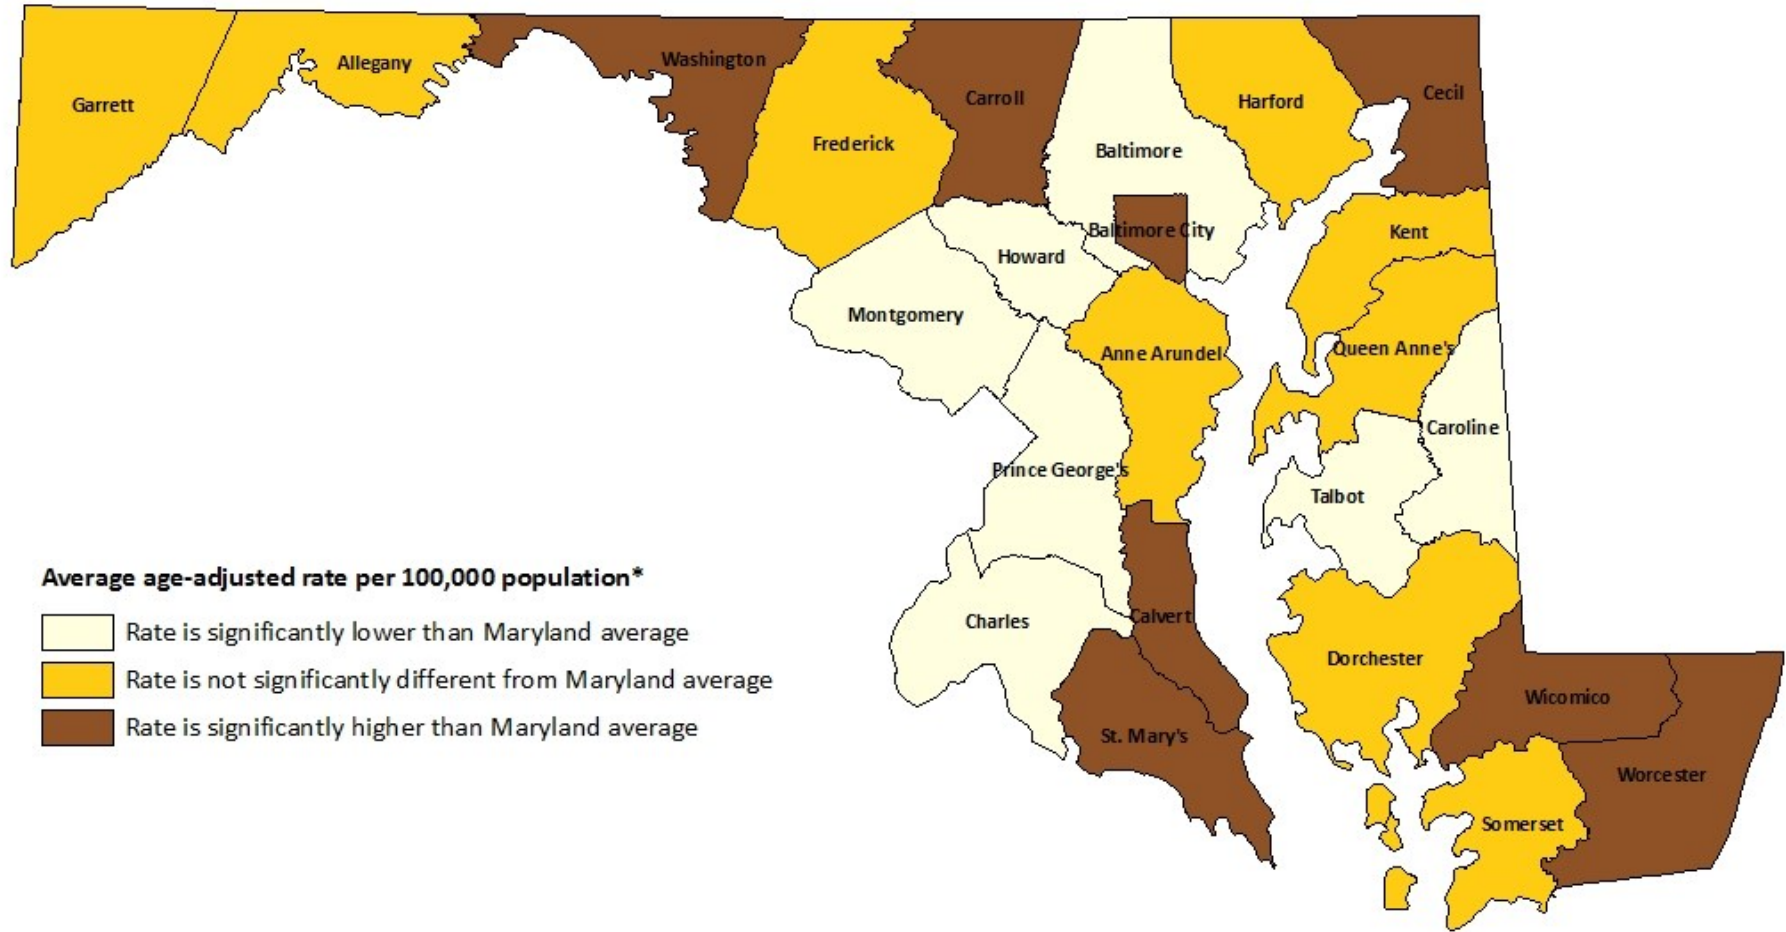 Garrett
Allegany
Washington
Frederick
Carroll
Baltimore
Harford
Cecil
Baltimore City
Howard
Montgomery
Kent
Anne Arundel
Queen Anne's
Caroline
Prince George's
Talbot
Charles
Calvert
St. Mary's
Dorchester
Wicomico
Worcester
Somerset
Average age-adjusted rate per 100,000 population*
Rate is significantly lower than Maryland average
Rate is not significantly different from Maryland average
Rate is significantly higher than Maryland average